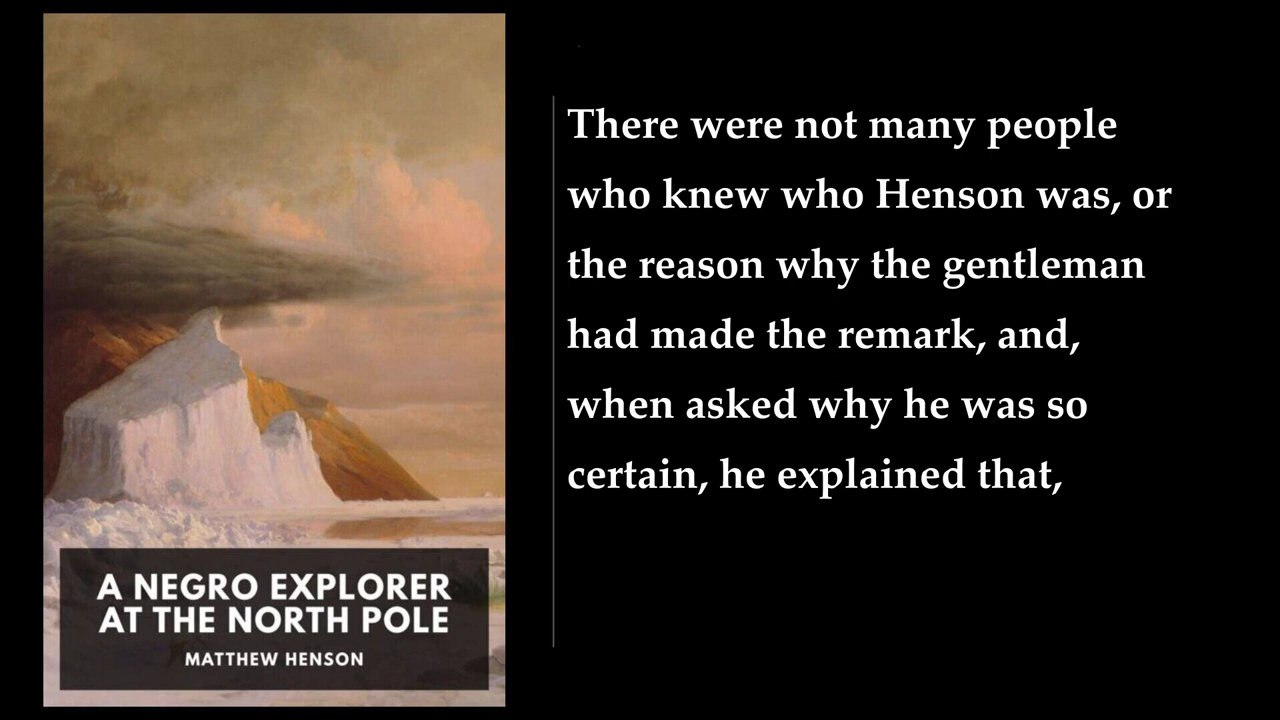 There were not many people
who knew who Henson was, or
the reason why the gentleman
had made the remark, and,
when asked why he was so
certain, he explained that,
A NEGRO EXPLORER
AT THE NORTH POLE
MATTHEW HENSON